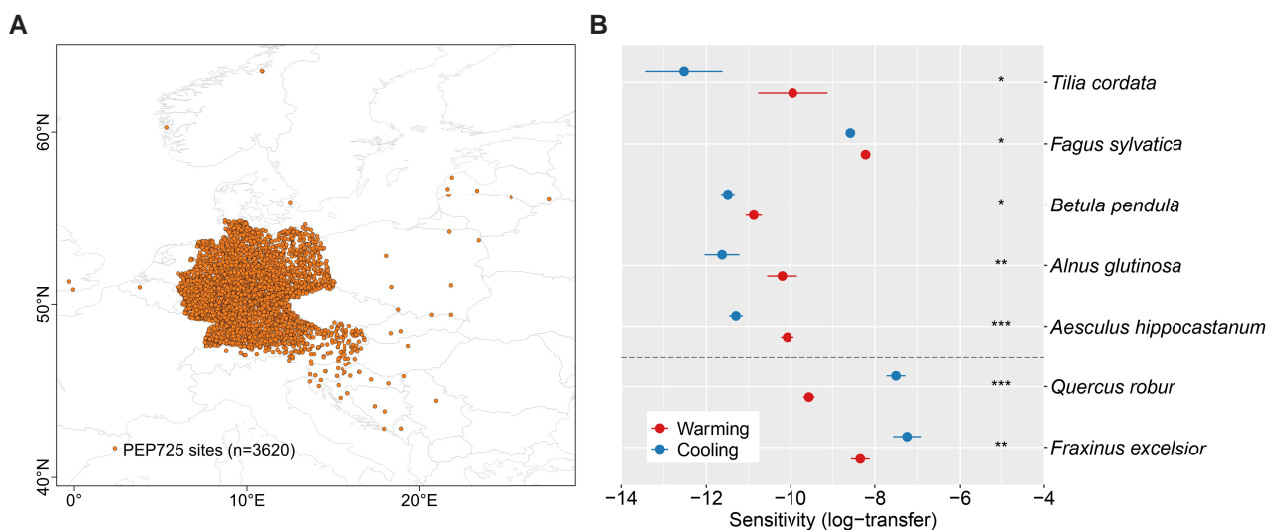 A
60°N
50°N
40°N
PEP725 sites (n=3620)
0°
10°E
20°E
B
* Tilia cordata
* Fagus sylvatica
* Betula pendula
** Alnus glutinosa
*** Aesculus hippocastanum
*** Quercus robur
** Fraxinus excelsior
Warming
Cooling
−14 −12 −10 −8 −6 −4
Sensitivity (log−transfer)